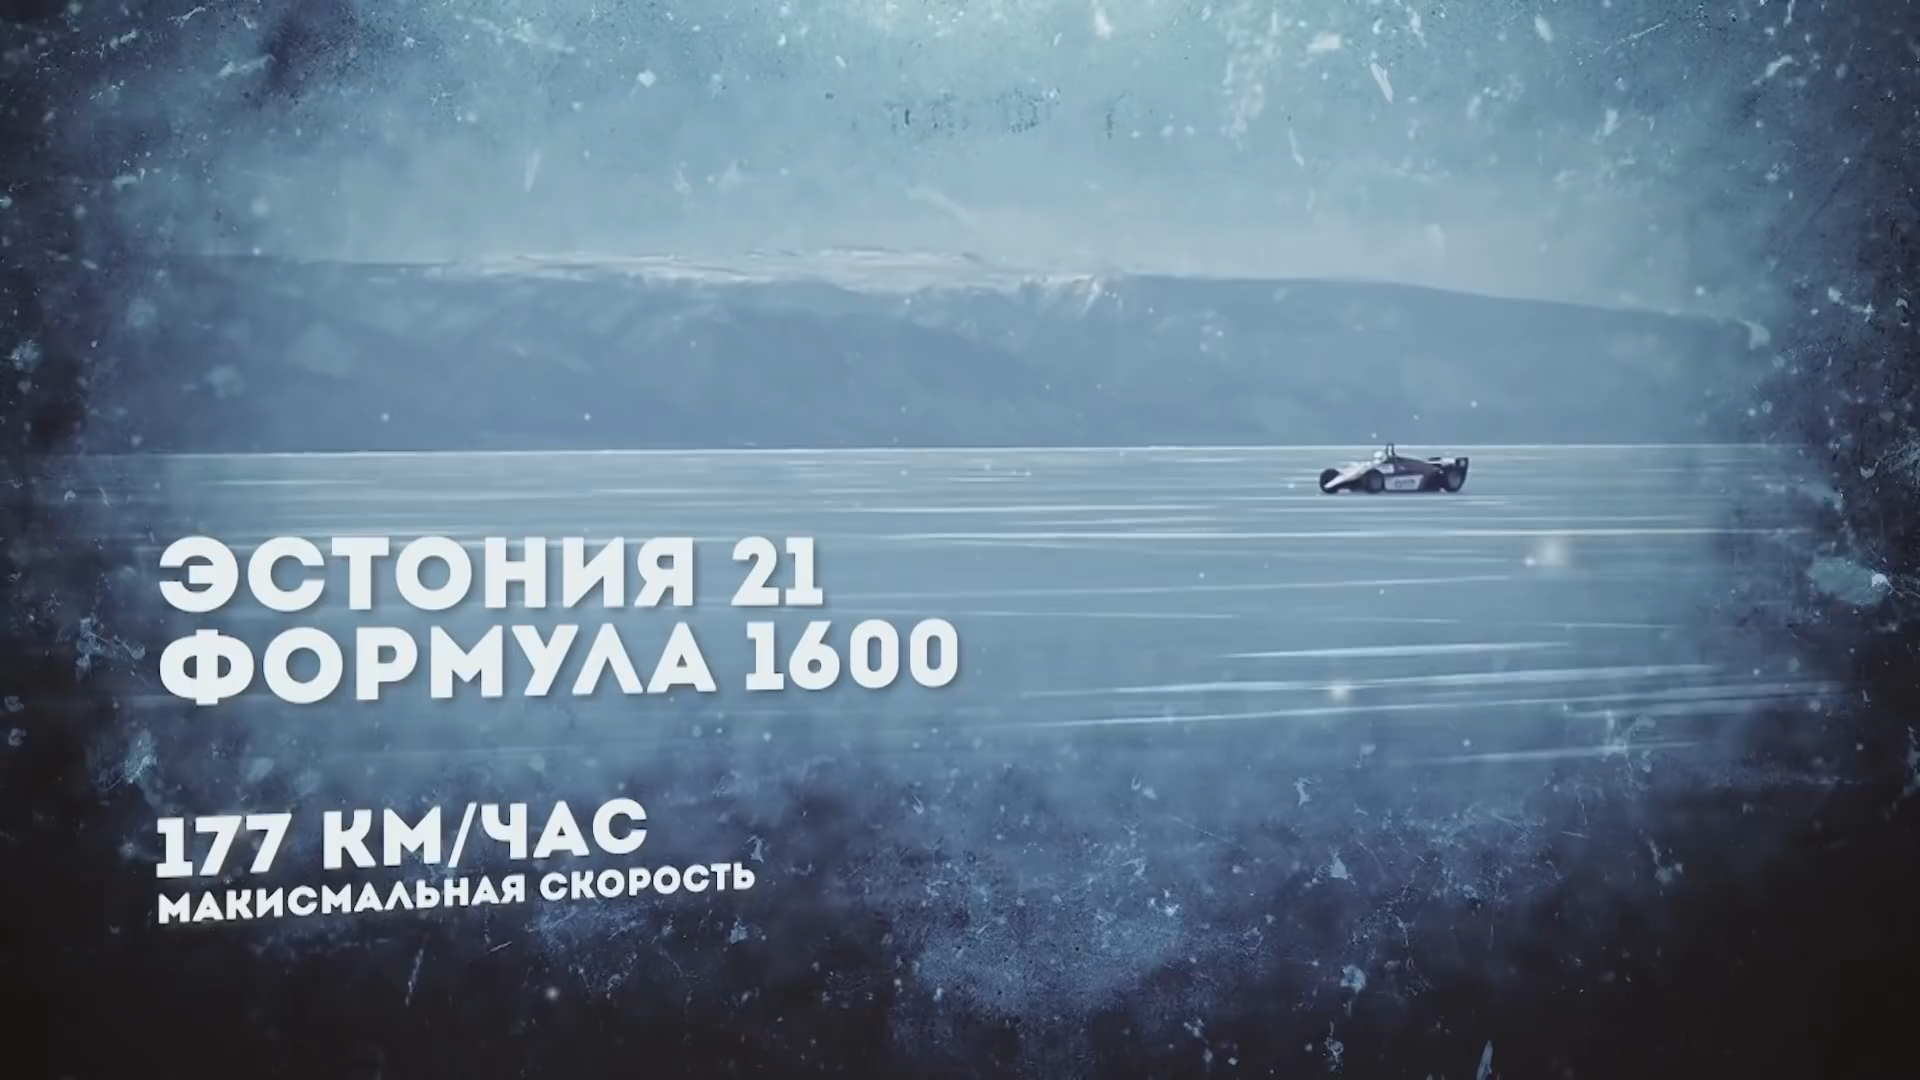 ЭСТОНИЯ 21
ФОРМУЛА 1600
177 КМ/ЧАС
МАКИСМАЛЬНАЯ СКОРОСТЬ